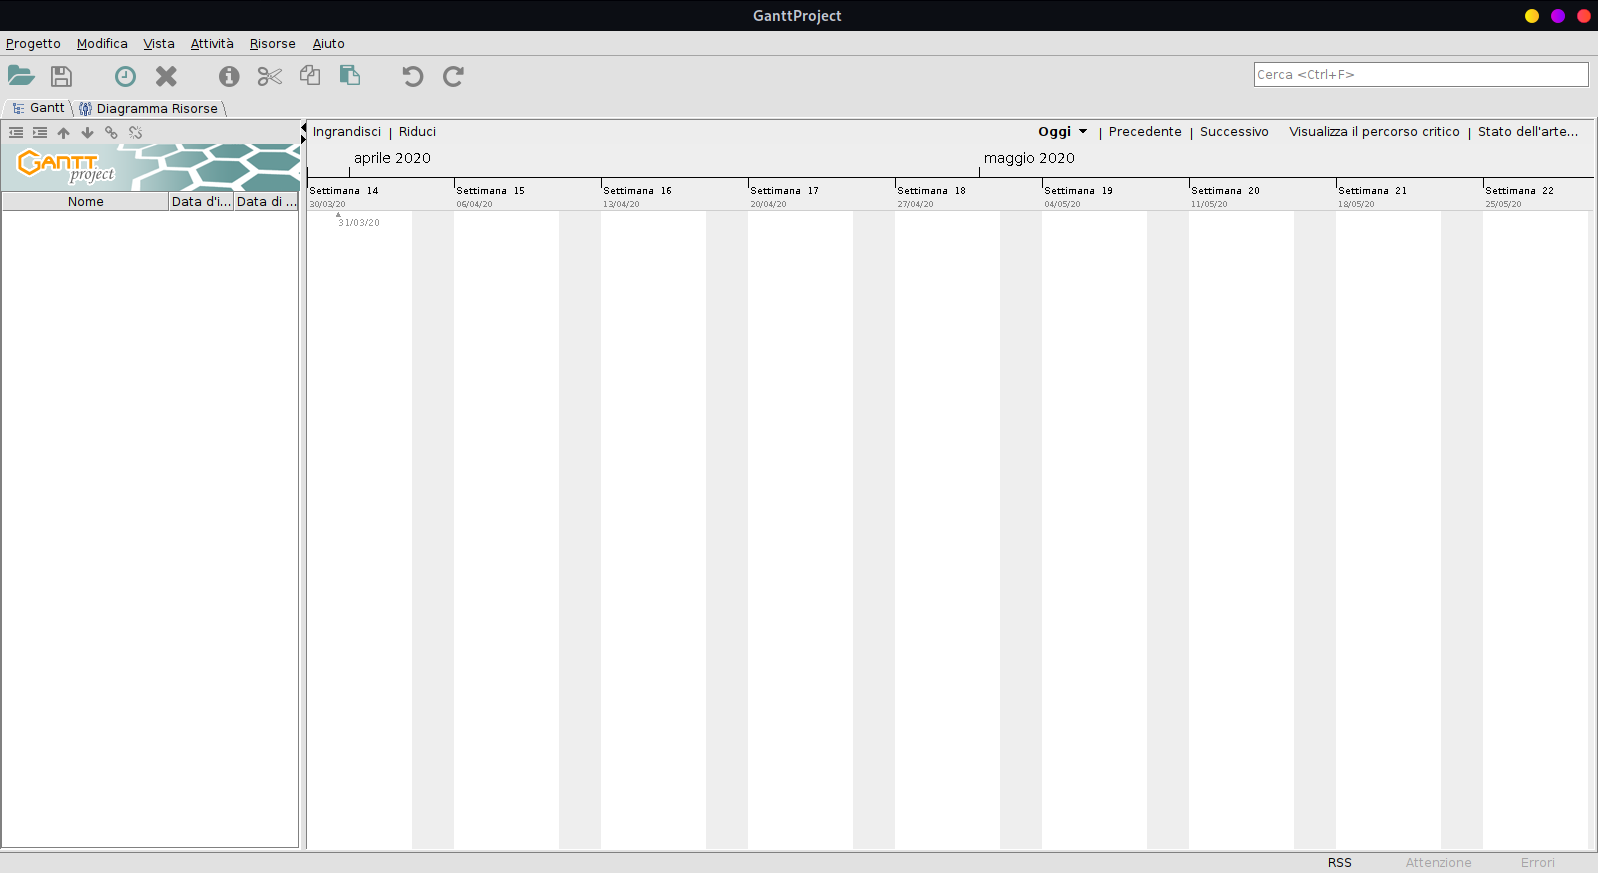 GanttProject
Progetto Modifica Vista Attività Risorse Aiuto
Cerca <Ctrl+F>
Gantt Diagramma Risorse
Ingrandisci | Riduci Oggi | Precedente | Successivo Visualizza il percorso critico | Stato dell'arte...
aprile 2020 maggio 2020
GANTT project
Settimana 14 Settimana 15 Settimana 16 Settimana 17 Settimana 18 Settimana 19 Settimana 20 Settimana 21 Settimana 22
Nome Data d'i... Data di ...
30/03/20 06/04/20 13/04/20 20/04/20 27/04/20 04/05/20 11/05/20 18/05/20 25/05/20
31/03/20
RSS Attenzione Errori